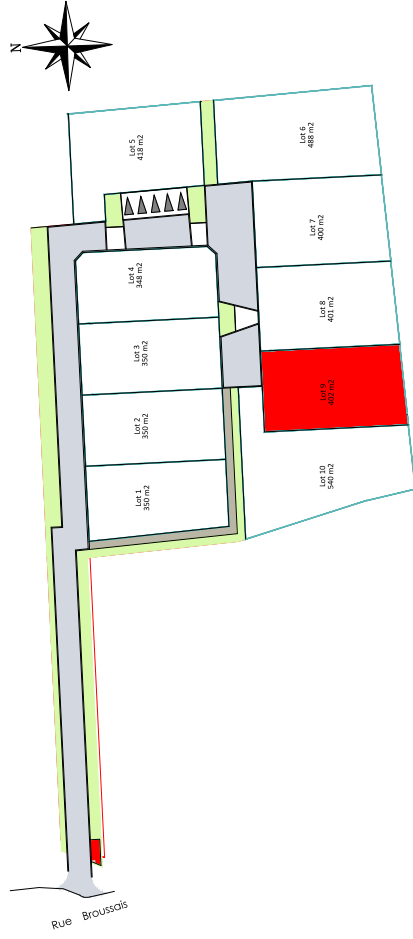 N
Lot 5
418 m2
Lot 6
488 m2
Lot 7
400 m2
Lot 4
348 m2
Lot 8
401 m2
Lot 3
350 m2
Lot 9
402 m2
Lot 2
350 m2
Lot 10
540 m2
Lot 1
350 m2
Rue Broussais